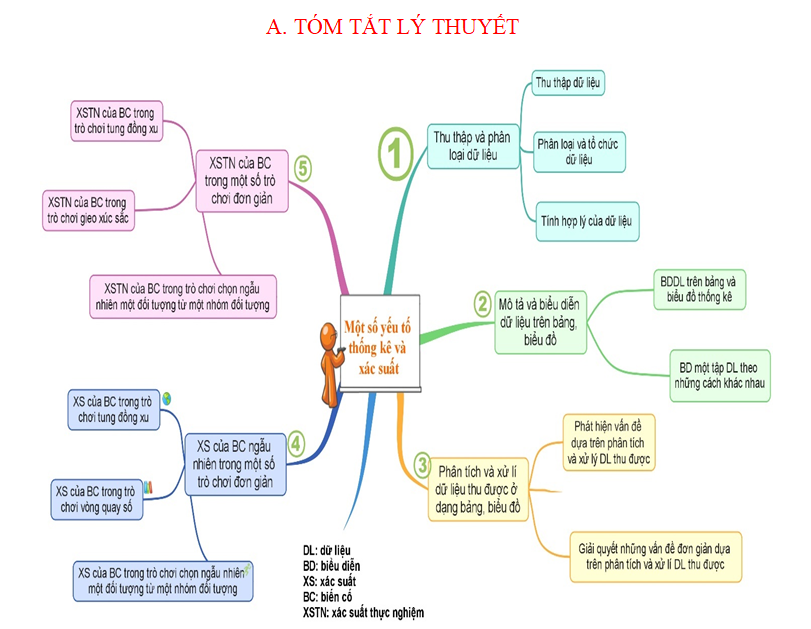 A. TÓM TẮT LÝ THUYẾT
Một số yếu tố
thống kê và
xác suất
1
Thu thập và phân
loại dữ liệu
Thu thập dữ liệu
Phân loại và tổ chức
dữ liệu
Tính hợp lý của dữ liệu
2
Mô tả và biểu diễn
dữ liệu trên bảng,
biểu đồ
BDDL trên bảng và
biểu đồ thống kê
BD một tập DL theo
những cách khác nhau
3
Phân tích và xử lí
dữ liệu thu được ở
dạng bảng, biểu đồ
Phát hiện vấn đề
dựa trên phân tích
và xử lý DL thu được
Giải quyết những vấn đề đơn giản dựa
trên phân tích và xử lí DL thu được
4
XS của BC ngẫu
nhiên trong một số
trò chơi đơn giản
XS của BC trong trò
chơi tung đồng xu
XS của BC trong trò
chơi vòng quay số
XS của BC trong trò chơi chọn ngẫu nhiên
một đối tượng từ một nhóm đối tượng
5
XSTN của BC
trong một số trò
chơi đơn giản
XSTN của BC trong
trò chơi tung đồng xu
XSTN của BC trong
trò chơi gieo xúc sắc
XSTN của BC trong trò chơi chọn ngẫu
nhiên một đối tượng từ một nhóm đối tượng
DL: dữ liệu
BD: biểu diễn
XS: xác suất
BC: biến cố
XSTN: xác suất thực nghiệm